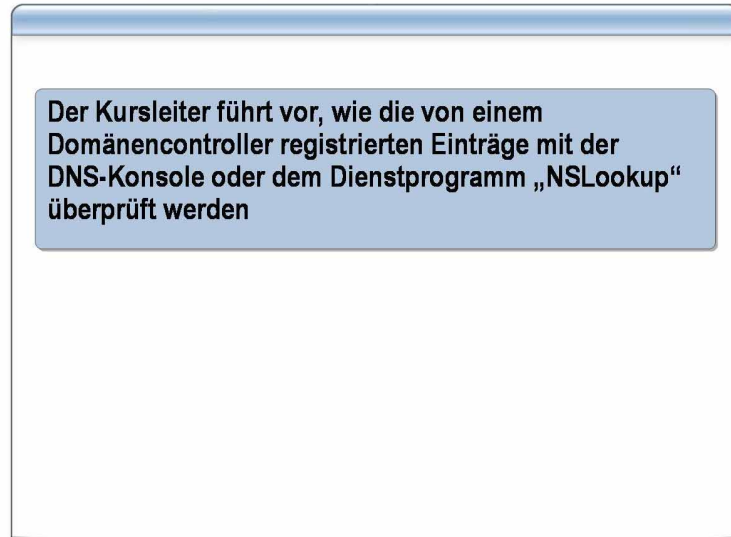 Der Kursleiter führt vor, wie die von einem
Domänencontroller registrierten Einträge mit der
DNS-Konsole oder dem Dienstprogramm „NSLookup“
überprüft werden